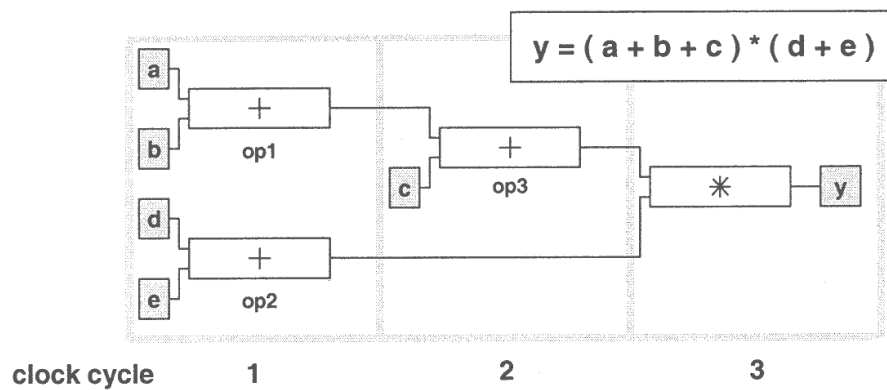 y = ( a + b + c ) * ( d + e )
a
+
b
op1
+
c
op3
*
y
d
+
e
op2
clock cycle 1 2 3